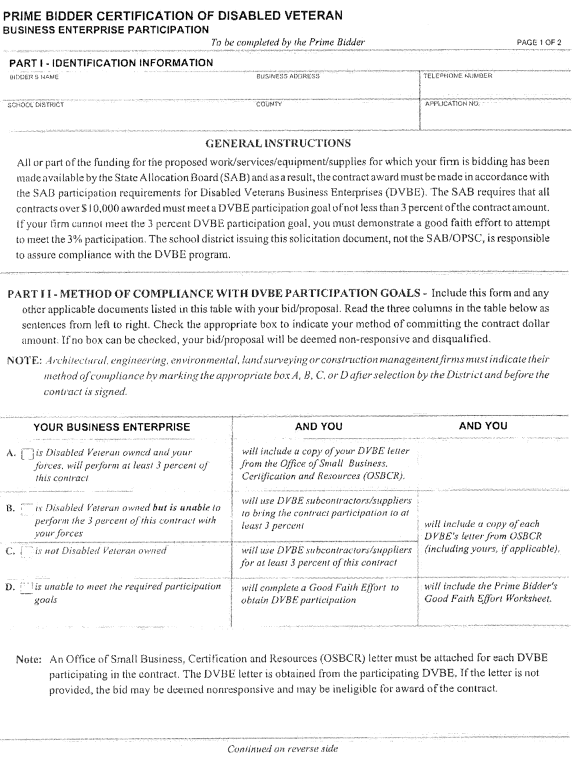 PRIME BIDDER CERTIFICATION OF DISABLED VETERAN
BUSINESS ENTERPRISE PARTICIPATION
To be completed by the Prime Bidder
PAGE 1 OF 2
PART I - IDENTIFICATION INFORMATION
BIDDER'S NAME
BUSINESS ADDRESS
TELEPHONE NUMBER
SCHOOL DISTRICT
COUNTY
APPLICATION NO.
GENERAL INSTRUCTIONS
All or part of the funding for the proposed work/services/equipment/supplies for which your firm is bidding has been
made available by the State Allocation Board (SAB) and as a result, the contract award must be made in accordance with
the SAB participation requirements for Disabled Veterans Business Enterprises (DVBE). The SAB requires that all
contracts over $10,000 awarded must meet a DVBE participation goal of not less than 3 percent of the contract amount.
If your firm cannot meet the 3 percent DVBE participation goal, you must demonstrate a good faith effort to attempt
to meet the 3% participation. The school district issuing this solicitation document, not the SAB/OPSC, is responsible
to assure compliance with the DVBE program.
PART I I - METHOD OF COMPLIANCE WITH DVBE PARTICIPATION GOALS - Include this form and any
other applicable documents listed in this table with your bid/proposal. Read the three columns in the table below as
sentences from left to right. Check the appropriate box to indicate your method of committing the contract dollar
amount. If no box can be checked, your bid/proposal will be deemed non-responsive and disqualified.
NOTE: Architectural, engineering, environmental, land surveying or construction management firms must indicate their
method of compliance by marking the appropriate box A, B, C, or D after selection by the District and before the
contract is signed.
YOUR BUSINESS ENTERPRISE
AND YOU
AND YOU
A. is Disabled Veteran owned and your
forces, will perform at least 3 percent of
this contract
will include a copy of your DVBE letter
from the Office of Small Business,
Certification and Resources (OSBCR).
B. is Disabled Veteran owned but is unable to
perform the 3 percent of this contract with
your forces
will use DVBE subcontractors/suppliers
to bring the contract participation to at
least 3 percent
will include a copy of each
DVBE's letter from OSBCR
(including yours, if applicable).
C. is not Disabled Veteran owned
will use DVBE subcontractors/suppliers
for at least 3 percent of this contract
D. is unable to meet the required participation
goals
will complete a Good Faith Effort to
obtain DVBE participation
will include the Prime Bidder's
Good Faith Effort Worksheet.
Note: An Office of Small Business, Certification and Resources (OSBCR) letter must be attached for each DVBE
participating in the contract. The DVBE letter is obtained from the participating DVBE. If the letter is not
provided, the bid may be deemed nonresponsive and may be ineligible for award of the contract.
Continued on reverse side